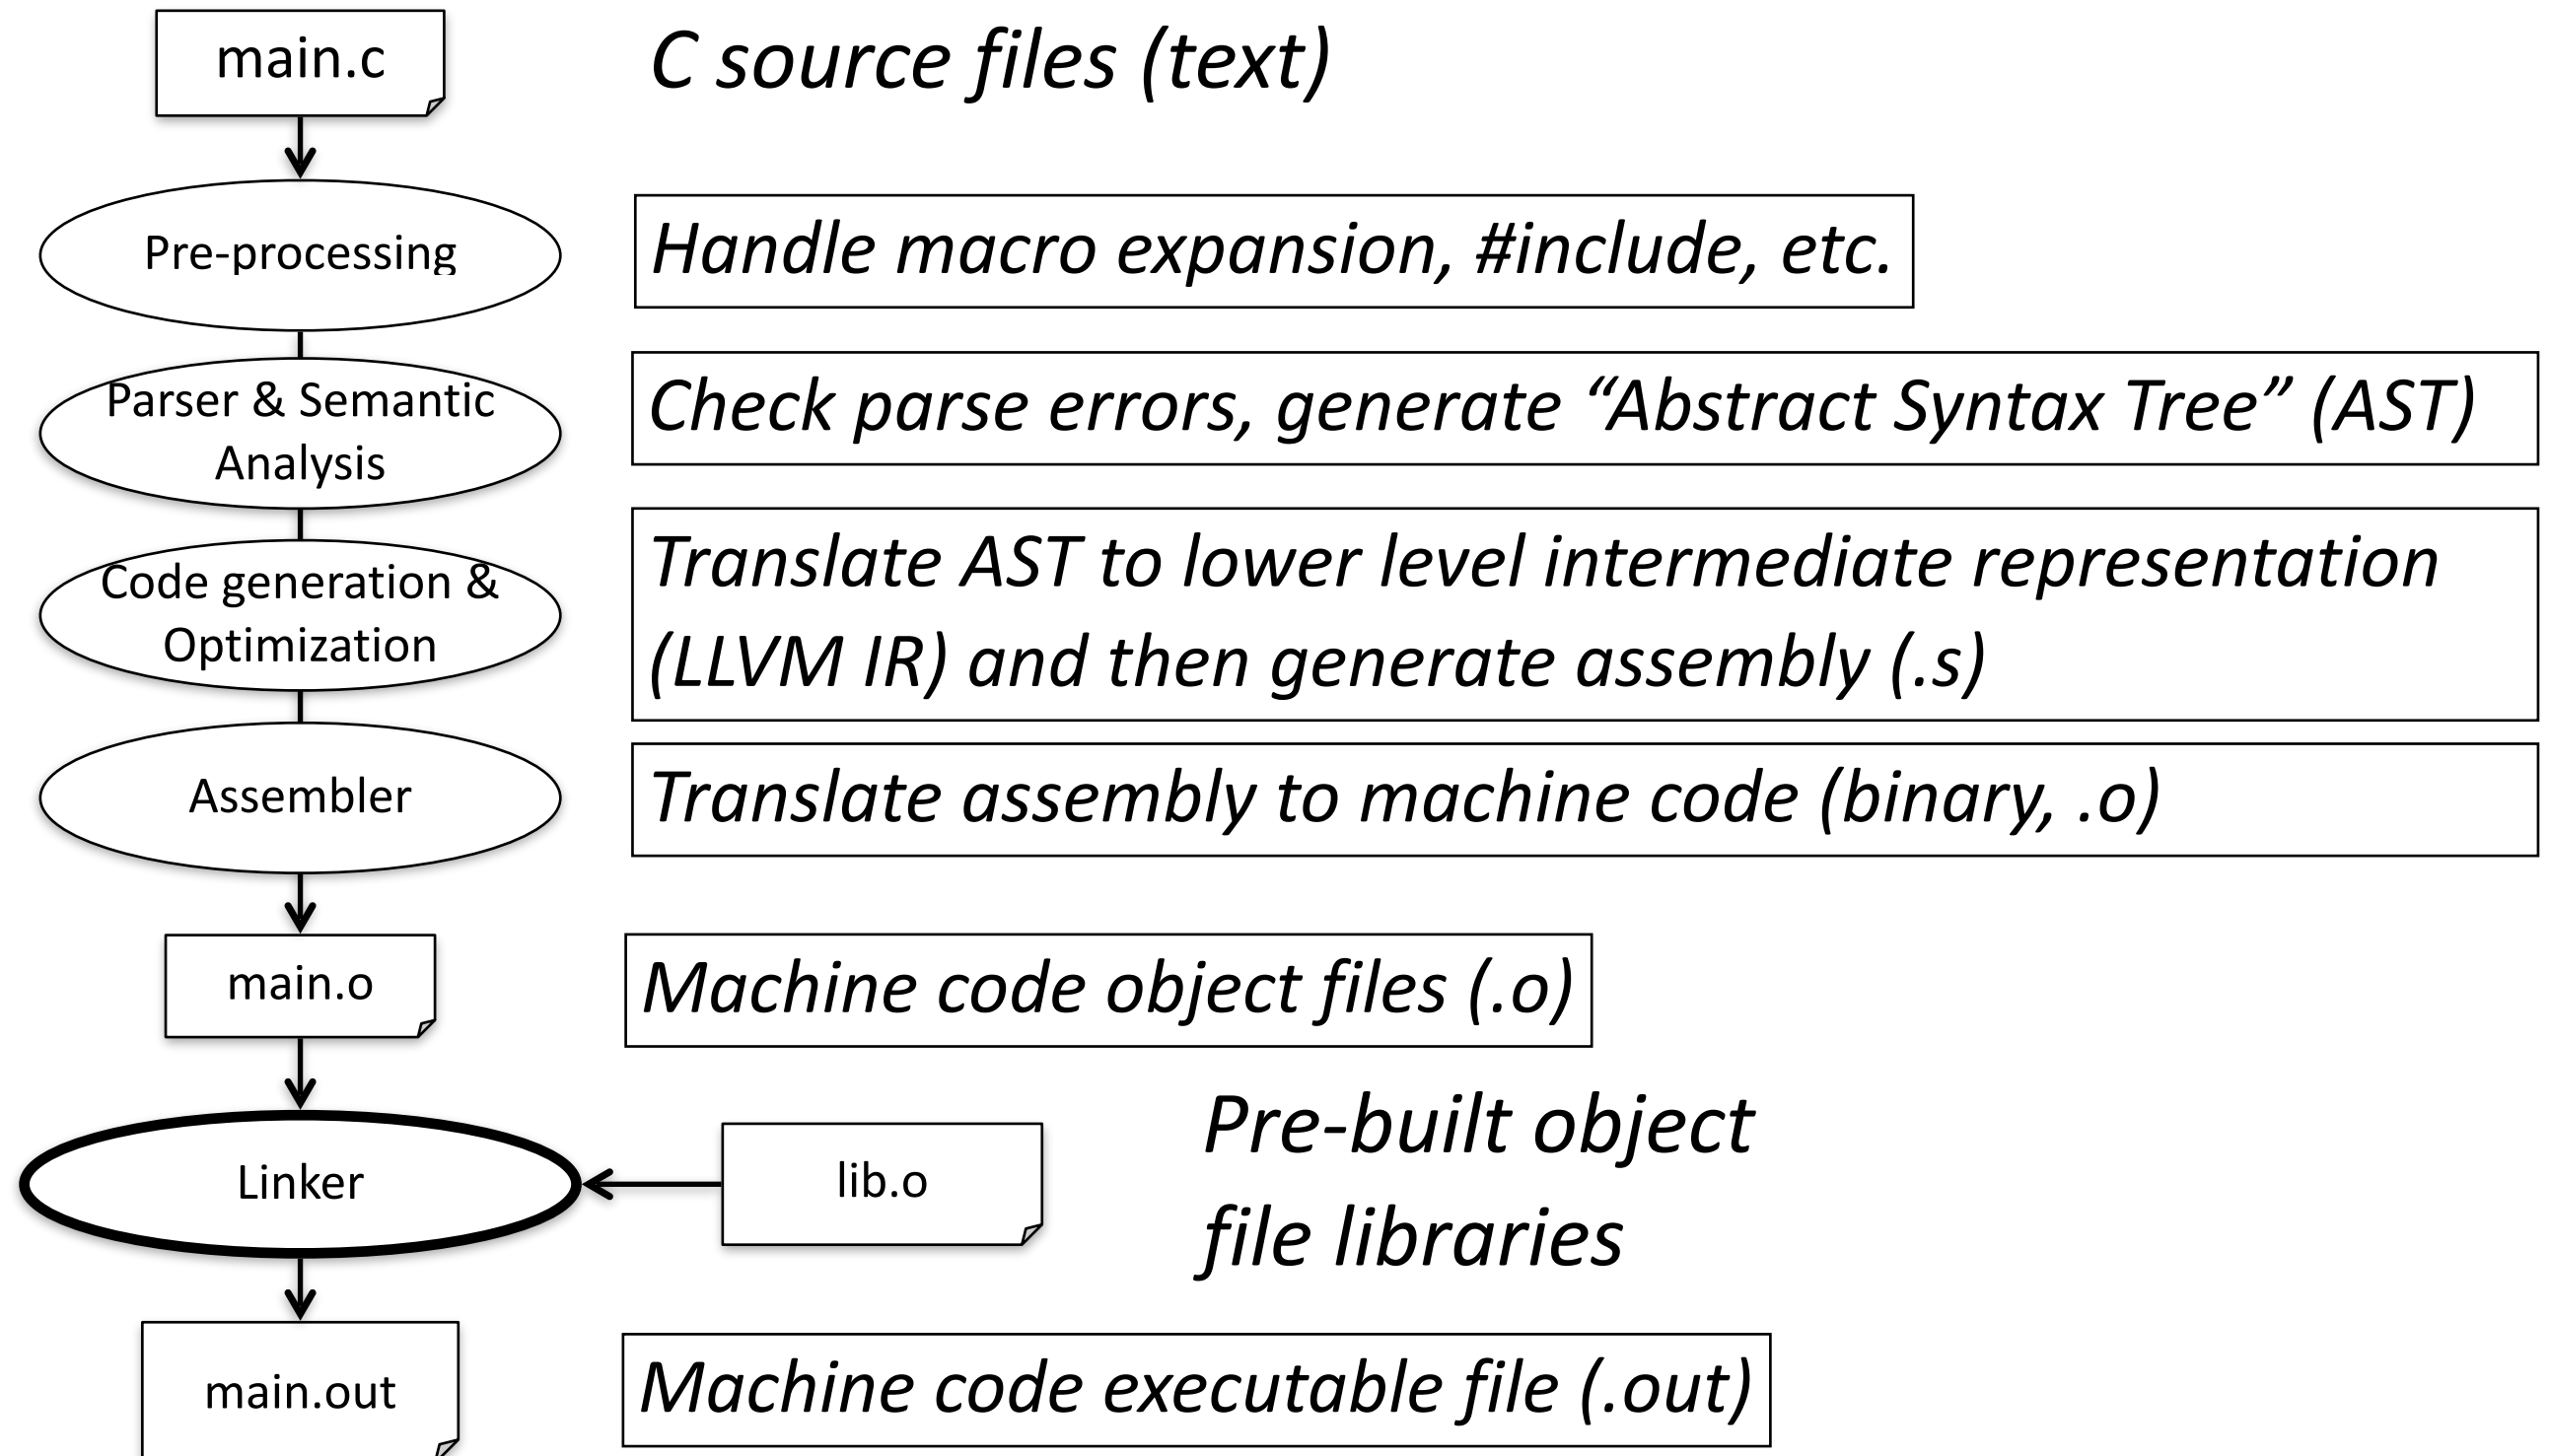 main.c
C source files (text)
Pre-processing
Handle macro expansion, #include, etc.
Parser & Semantic
Analysis
Check parse errors, generate “Abstract Syntax Tree” (AST)
Code generation &
Optimization
Translate AST to lower level intermediate representation
(LLVM IR) and then generate assembly (.s)
Assembler
Translate assembly to machine code (binary, .o)
main.o
Machine code object files (.o)
Linker
lib.o
Pre-built object
file libraries
main.out
Machine code executable file (.out)